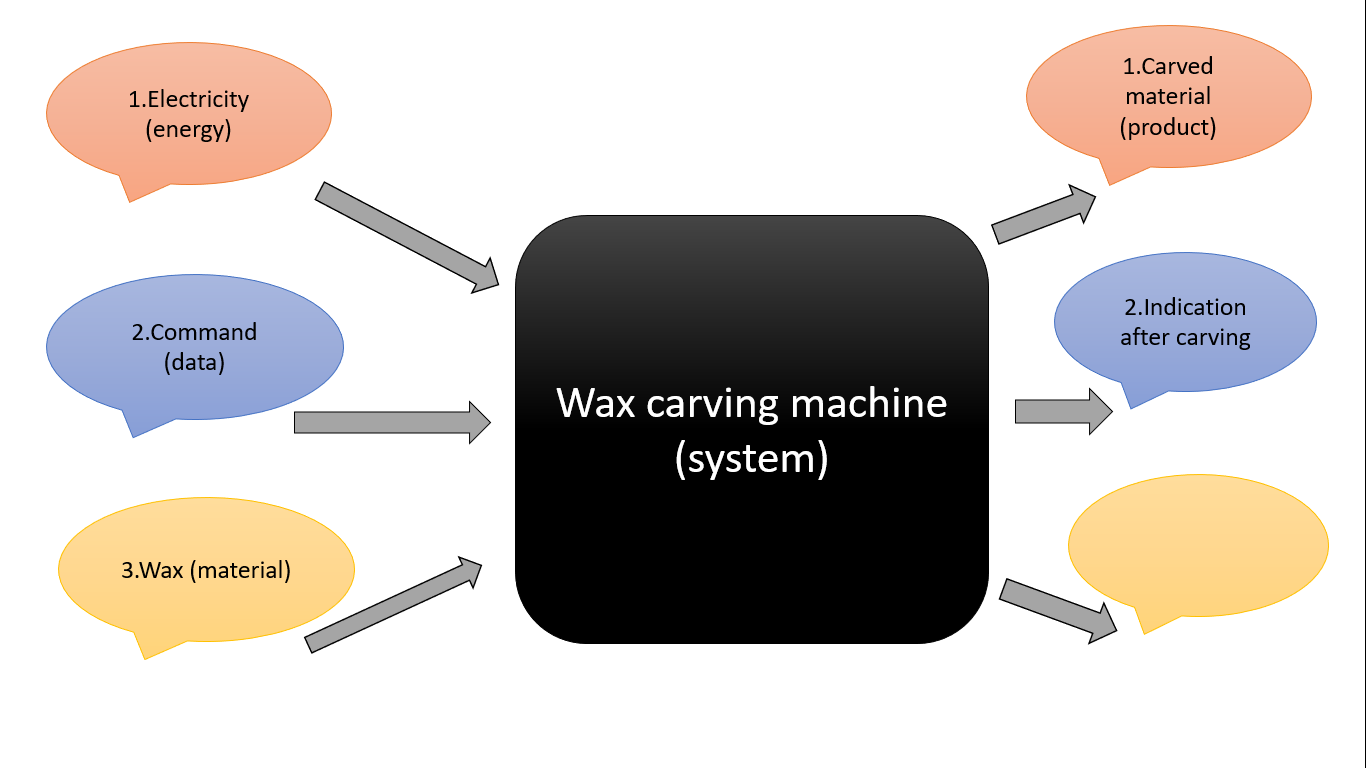 1.Electricity
(energy)
2.Command
(data)
3.Wax (material)
Wax carving machine
(system)
1.Carved
material
(product)
2.Indication
after carving